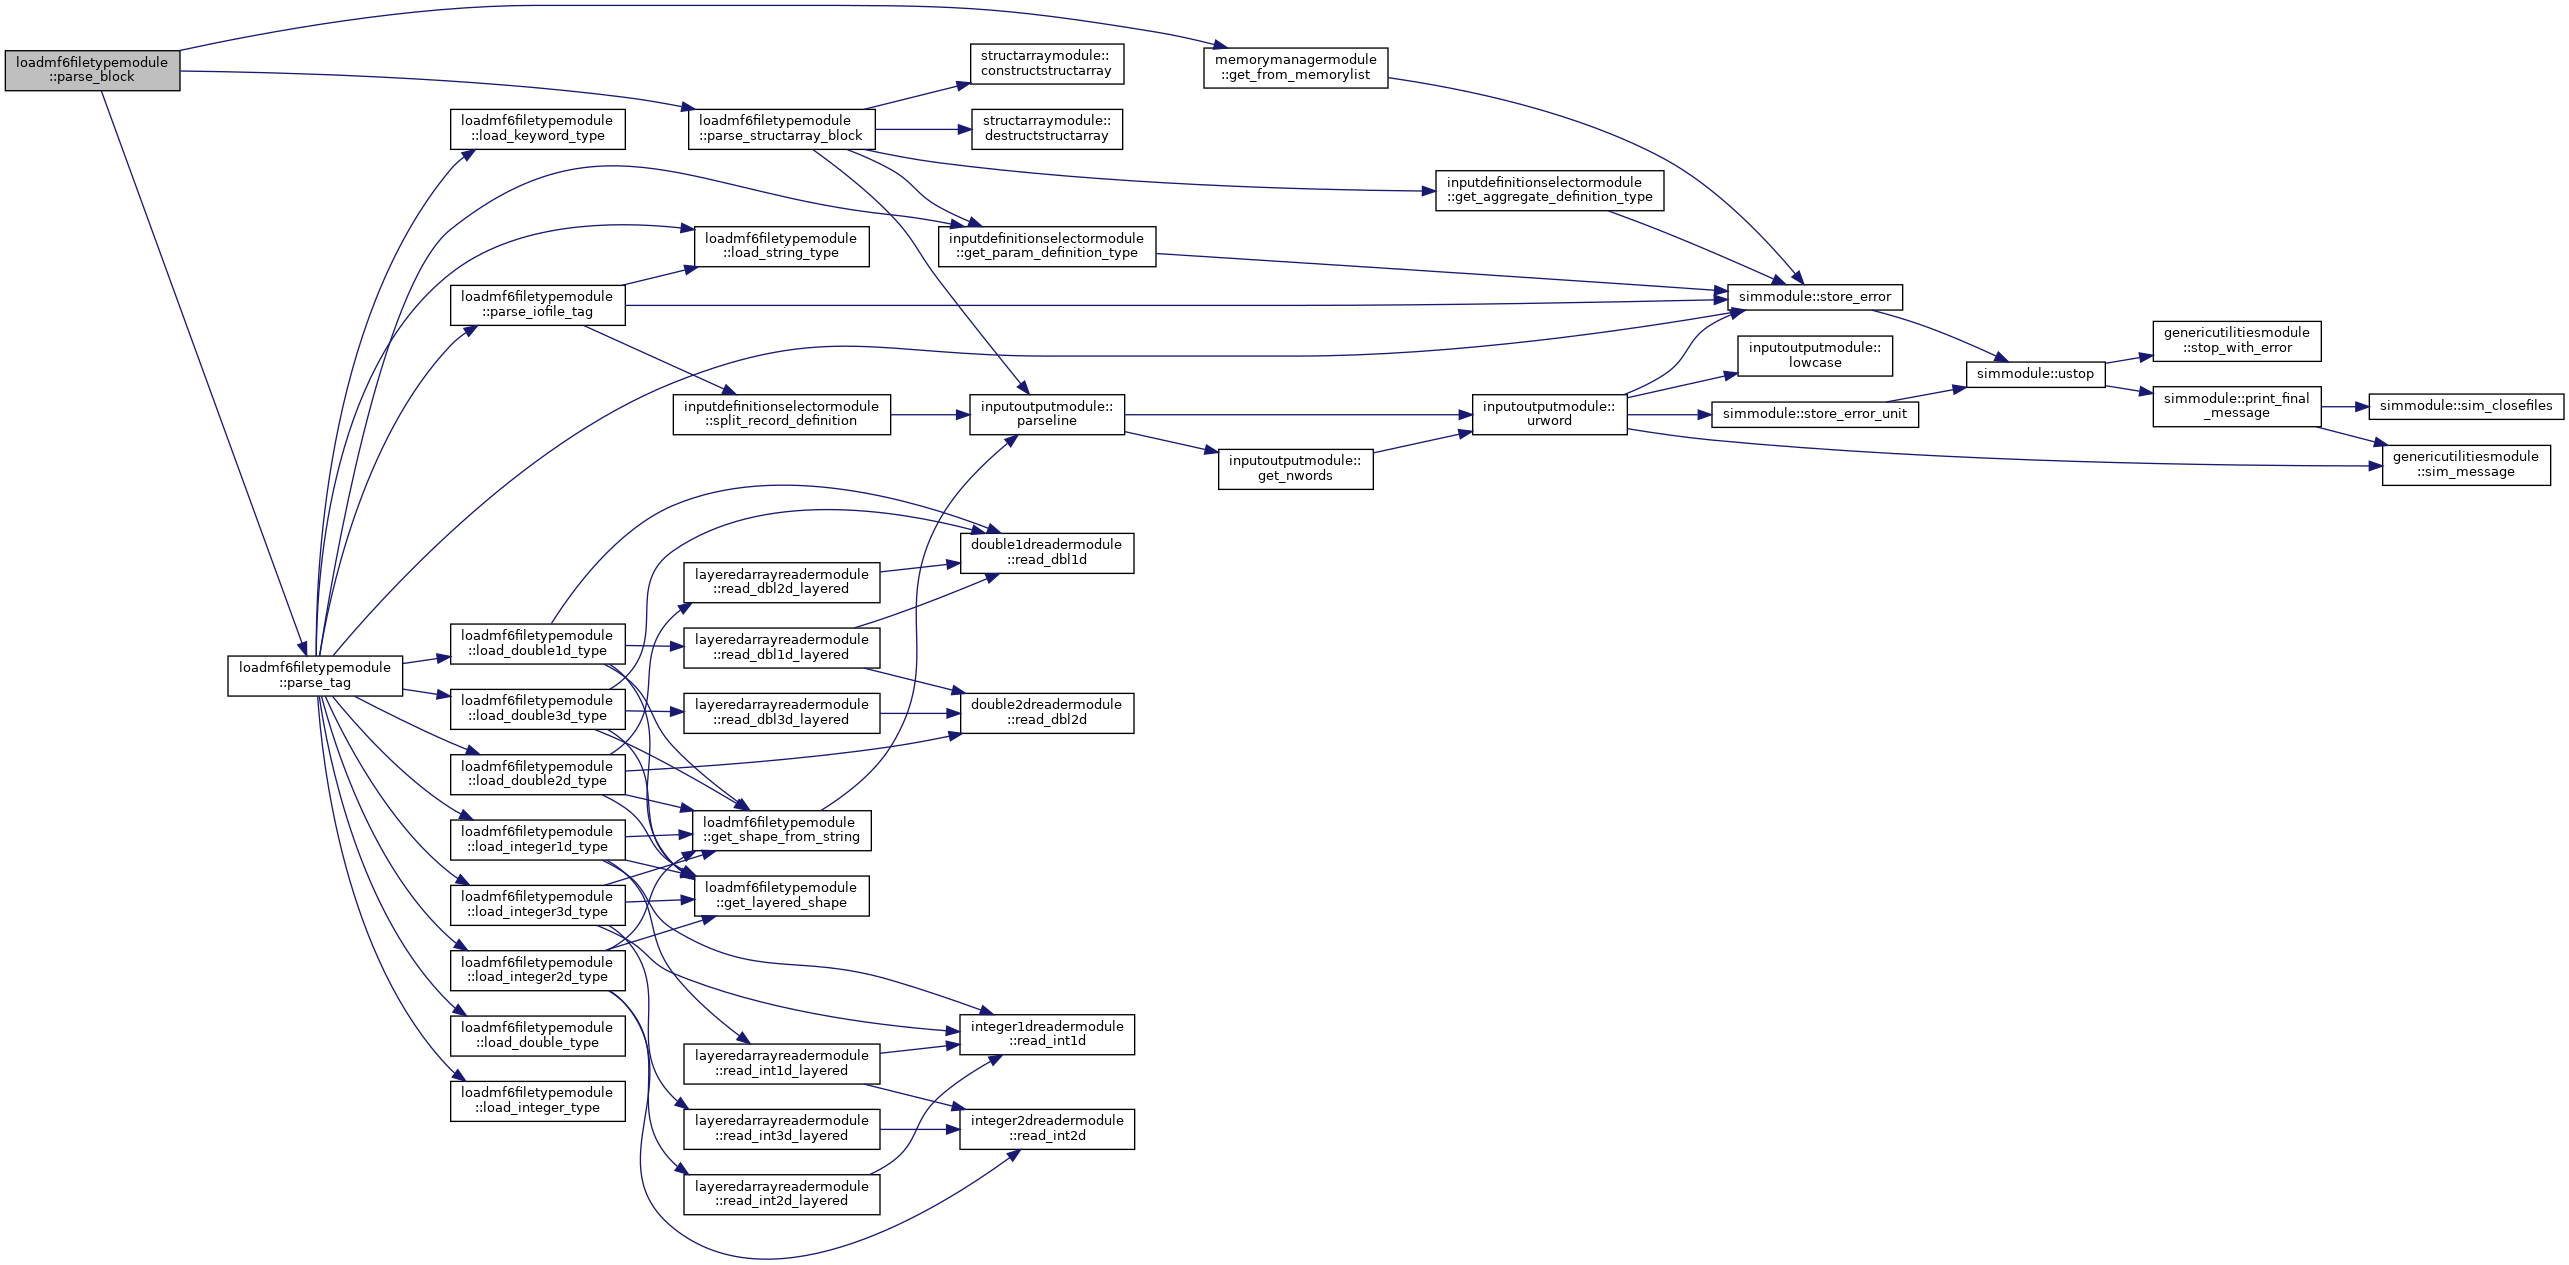 loadmf6filetypemodule
::parse_block
memorymanagermodule
::get_from_memorylist
structarraymodule::
constructstructarray
loadmf6filetypemodule
::load_keyword_type
loadmf6filetypemodule
::parse_structarray_block
structarraymodule::
destructstructarray
inputdefinitionselectormodule
::get_aggregate_definition_type
loadmf6filetypemodule
::load_string_type
inputdefinitionselectormodule
::get_param_definition_type
loadmf6filetypemodule
::parse_iofile_tag
simmodule::store_error
genericutilitiesmodule
::stop_with_error
inputoutputmodule::
lowcase
simmodule::ustop
inputdefinitionselectormodule
::split_record_definition
inputoutputmodule::
parseline
inputoutputmodule::
urword
simmodule::store_error_unit
simmodule::print_final
_message
simmodule::sim_closefiles
inputoutputmodule::
get_nwords
genericutilitiesmodule
::sim_message
double1dreadermodule
::read_dbl1d
layeredarrayreadermodule
::read_dbl2d_layered
loadmf6filetypemodule
::load_double1d_type
layeredarrayreadermodule
::read_dbl1d_layered
loadmf6filetypemodule
::parse_tag
loadmf6filetypemodule
::load_double3d_type
layeredarrayreadermodule
::read_dbl3d_layered
double2dreadermodule
::read_dbl2d
loadmf6filetypemodule
::load_double2d_type
loadmf6filetypemodule
::get_shape_from_string
loadmf6filetypemodule
::load_integer1d_type
loadmf6filetypemodule
::get_layered_shape
loadmf6filetypemodule
::load_integer3d_type
loadmf6filetypemodule
::load_integer2d_type
loadmf6filetypemodule
::load_double_type
integer1dreadermodule
::read_int1d
layeredarrayreadermodule
::read_int1d_layered
loadmf6filetypemodule
::load_integer_type
layeredarrayreadermodule
::read_int3d_layered
integer2dreadermodule
::read_int2d
layeredarrayreadermodule
::read_int2d_layered